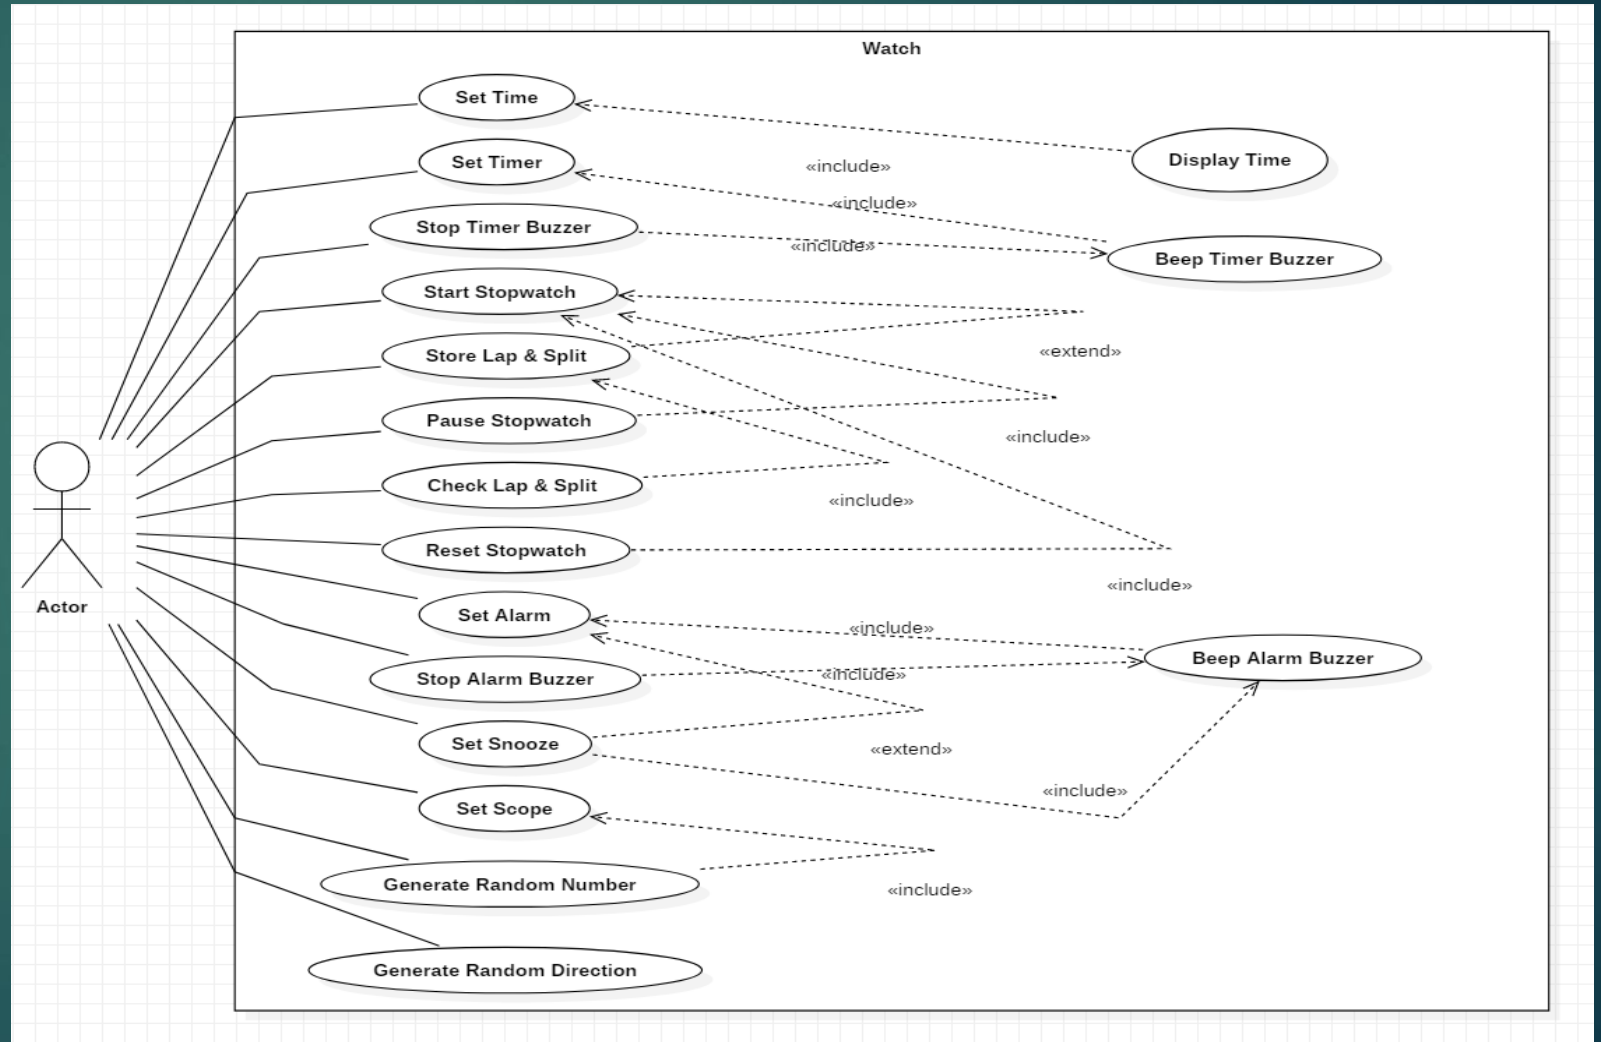 Watch
Set Time
Display Time
Set Timer
«include»
«include»
Stop Timer Buzzer
«include»
Beep Timer Buzzer
Start Stopwatch
Store Lap & Split
«extend»
Pause Stopwatch
«include»
Check Lap & Split
«include»
Reset Stopwatch
«include»
Actor
Set Alarm
«include»
Beep Alarm Buzzer
Stop Alarm Buzzer
«include»
Set Snooze
«extend»
«include»
Set Scope
Generate Random Number
«include»
Generate Random Direction